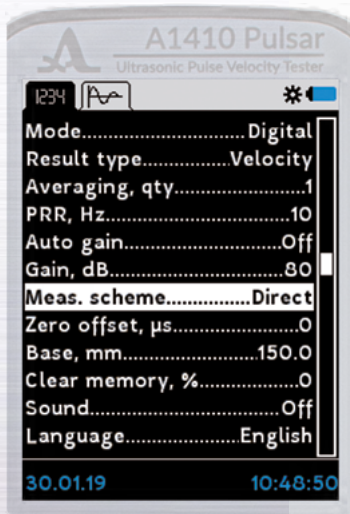 A1410 Pulsar
Ultrasonic Pulse Velocity Tester
1234
Mode..................Digital
Result type.............Velocity
Averaging, qty....................1
PRR, Hz............................10
Auto gain........................Off
Gain, dB..........................80
Meas. scheme...............Direct
Zero offset, µs..................0
Base, mm....................150.0
Clear memory, %...............0
Sound............................Off
Language....................English
30.01.19 10:48:50